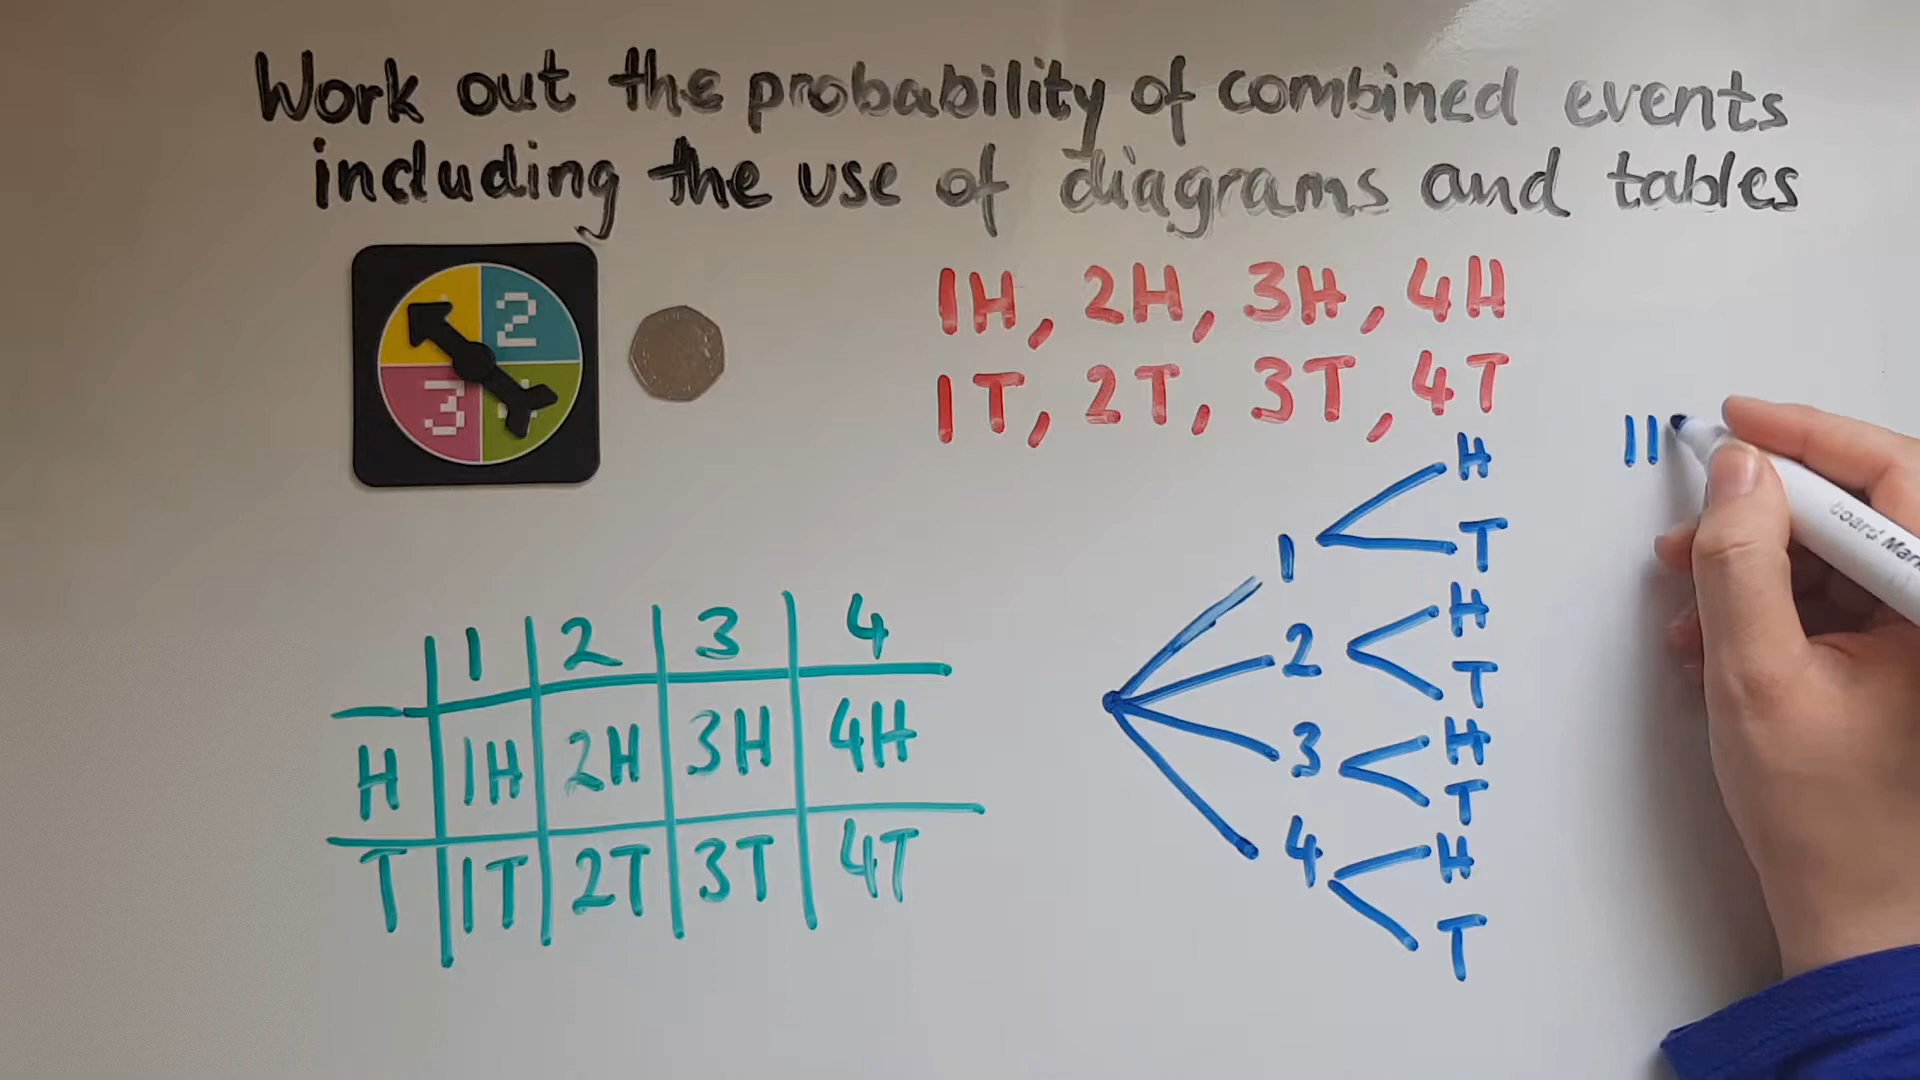 Work out the probability of combined events
including the use of diagrams and tables
2
3
1H, 2H, 3H, 4H
1T, 2T, 3T, 4T
H
T
1
H
T
2
H
T
3
H
T
4
1 2 3 4
H 1H 2H 3H 4H
T 1T 2T 3T 4T
board Mar